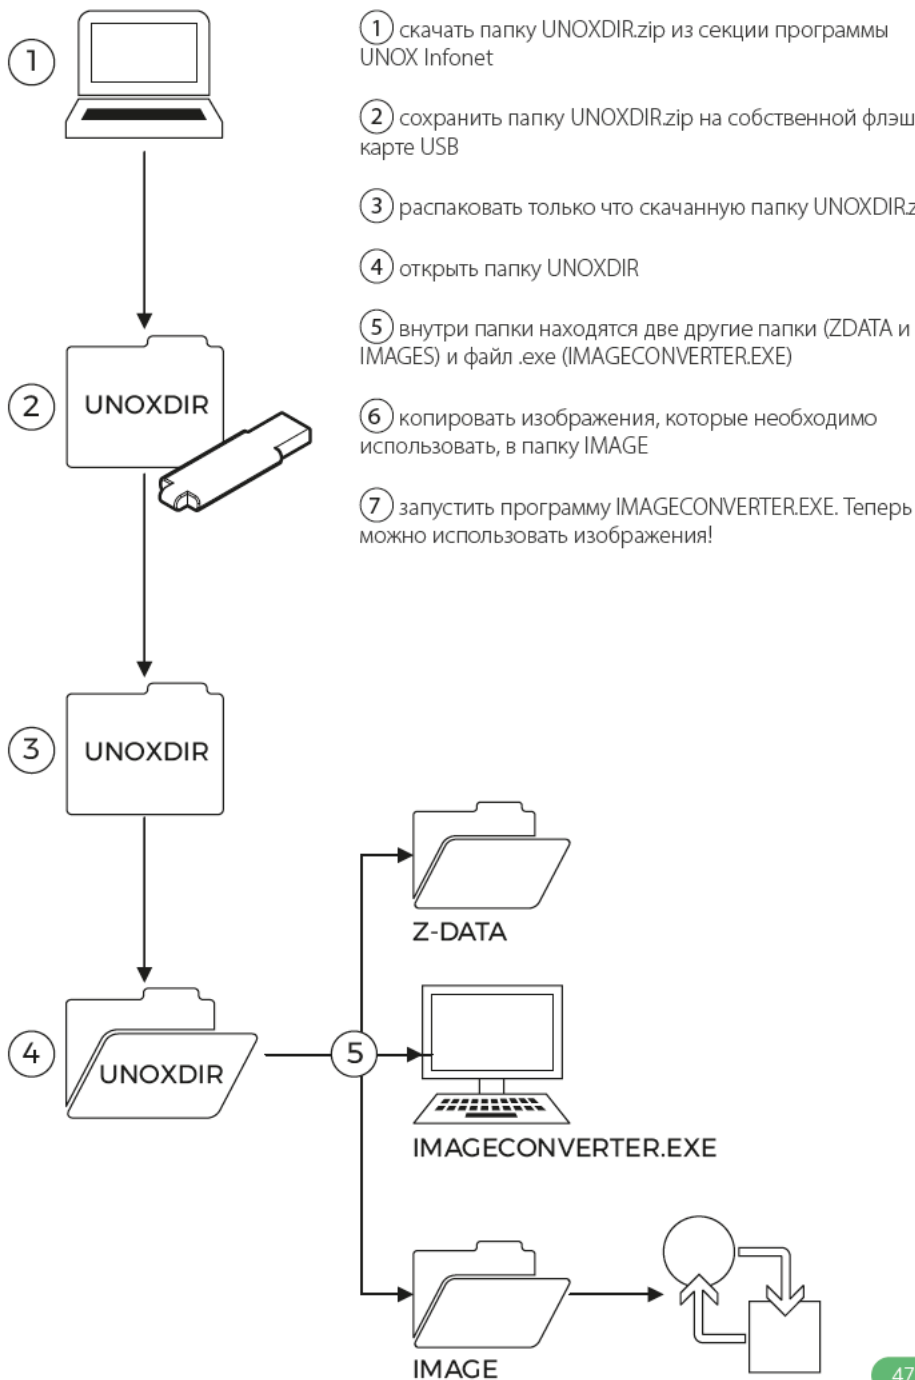 1 скачать папку UNOXDIR.zip из секции программы
UNOX Infonet
2 сохранить папку UNOXDIR.zip на собственной флэш
карте USB
3 распаковать только что скачанную папку UNOXDIR.z
4 открыть папку UNOXDIR
5 внутри папки находятся две другие папки (ZDATA и
IMAGES) и файл .exe (IMAGECONVERTER.EXE)
6 копировать изображения, которые необходимо
использовать, в папку IMAGE
7 запустить программу IMAGECONVERTER.EXE. Теперь
можно использовать изображения!
1
2
UNOXDIR
3
UNOXDIR
4
UNOXDIR
5
Z-DATA
IMAGECONVERTER.EXE
IMAGE
47